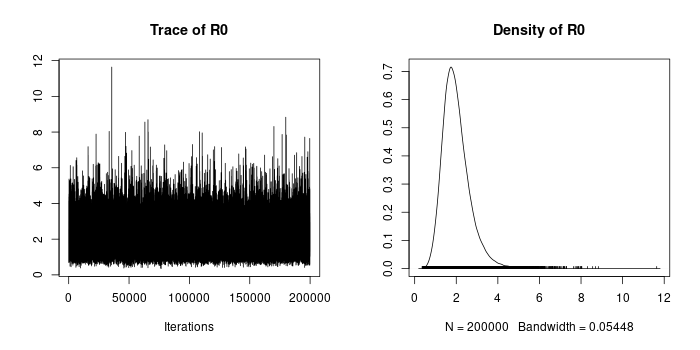 Trace of R0
12
10
8
6
4
2
0
0 50000 100000 150000 200000
Iterations
Density of R0
0.7
0.6
0.5
0.4
0.3
0.2
0.1
0.0
0 2 4 6 8 10 12
N = 200000 Bandwidth = 0.05448